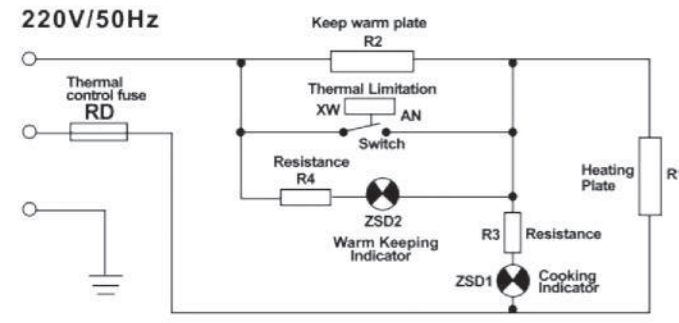 220V/50Hz
Keep warm plate
R2
Thermal
control fuse
RD
Thermal Limitation
XW
AN
Switch
Resistance
R4
ZSD2
Warm Keeping
Indicator
Heating
Plate
R3
Resistance
ZSD1
Cooking
Indicator